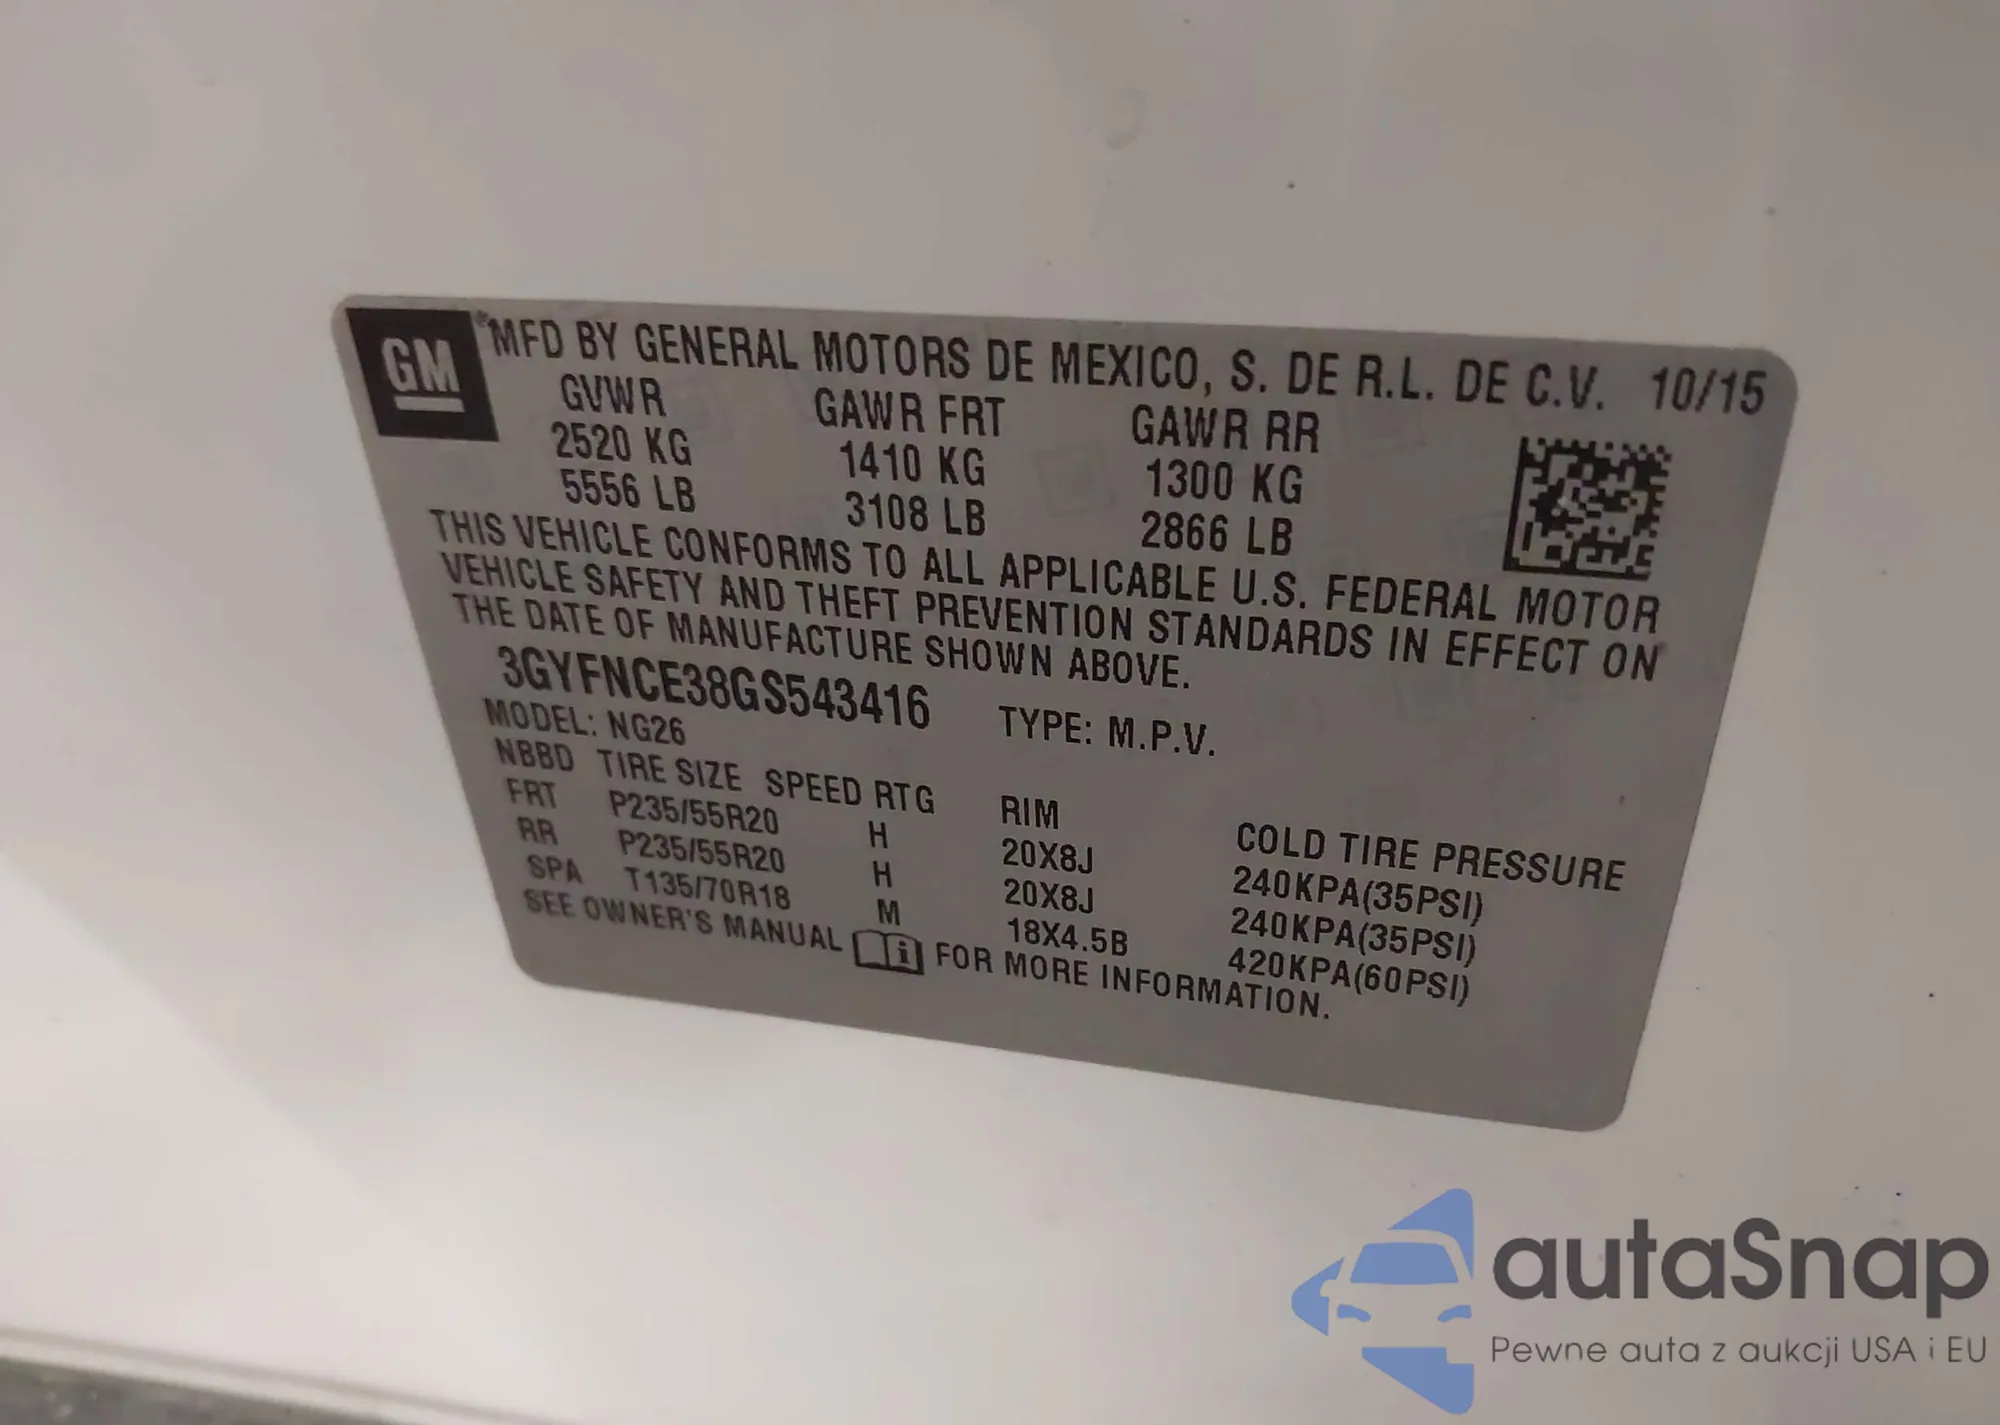 GM ® MFD BY GENERAL MOTORS DE MEXICO, S. DE R.L. DE C.V. 10/15
GVWR GAWR FRT GAWR RR
2520 KG 1410 KG 1300 KG
5556 LB 3108 LB 2866 LB
THIS VEHICLE CONFORMS TO ALL APPLICABLE U.S. FEDERAL MOTOR
VEHICLE SAFETY AND THEFT PREVENTION STANDARDS IN EFFECT ON
THE DATE OF MANUFACTURE SHOWN ABOVE.
3GYFNCE38GS543416 TYPE: M.P.V.
MODEL: NG26
NBBD TIRE SIZE SPEED RTG RIM COLD TIRE PRESSURE
FRT P235/55R20 H 20X8J 240KPA(35PSI)
RR P235/55R20 H 20X8J 240KPA(35PSI)
SPA T135/70R18 M 18X4.5B 420KPA(60PSI)
SEE OWNER'S MANUAL i FOR MORE INFORMATION.
autaSnap
Pewne auta z aukcji USA i EU